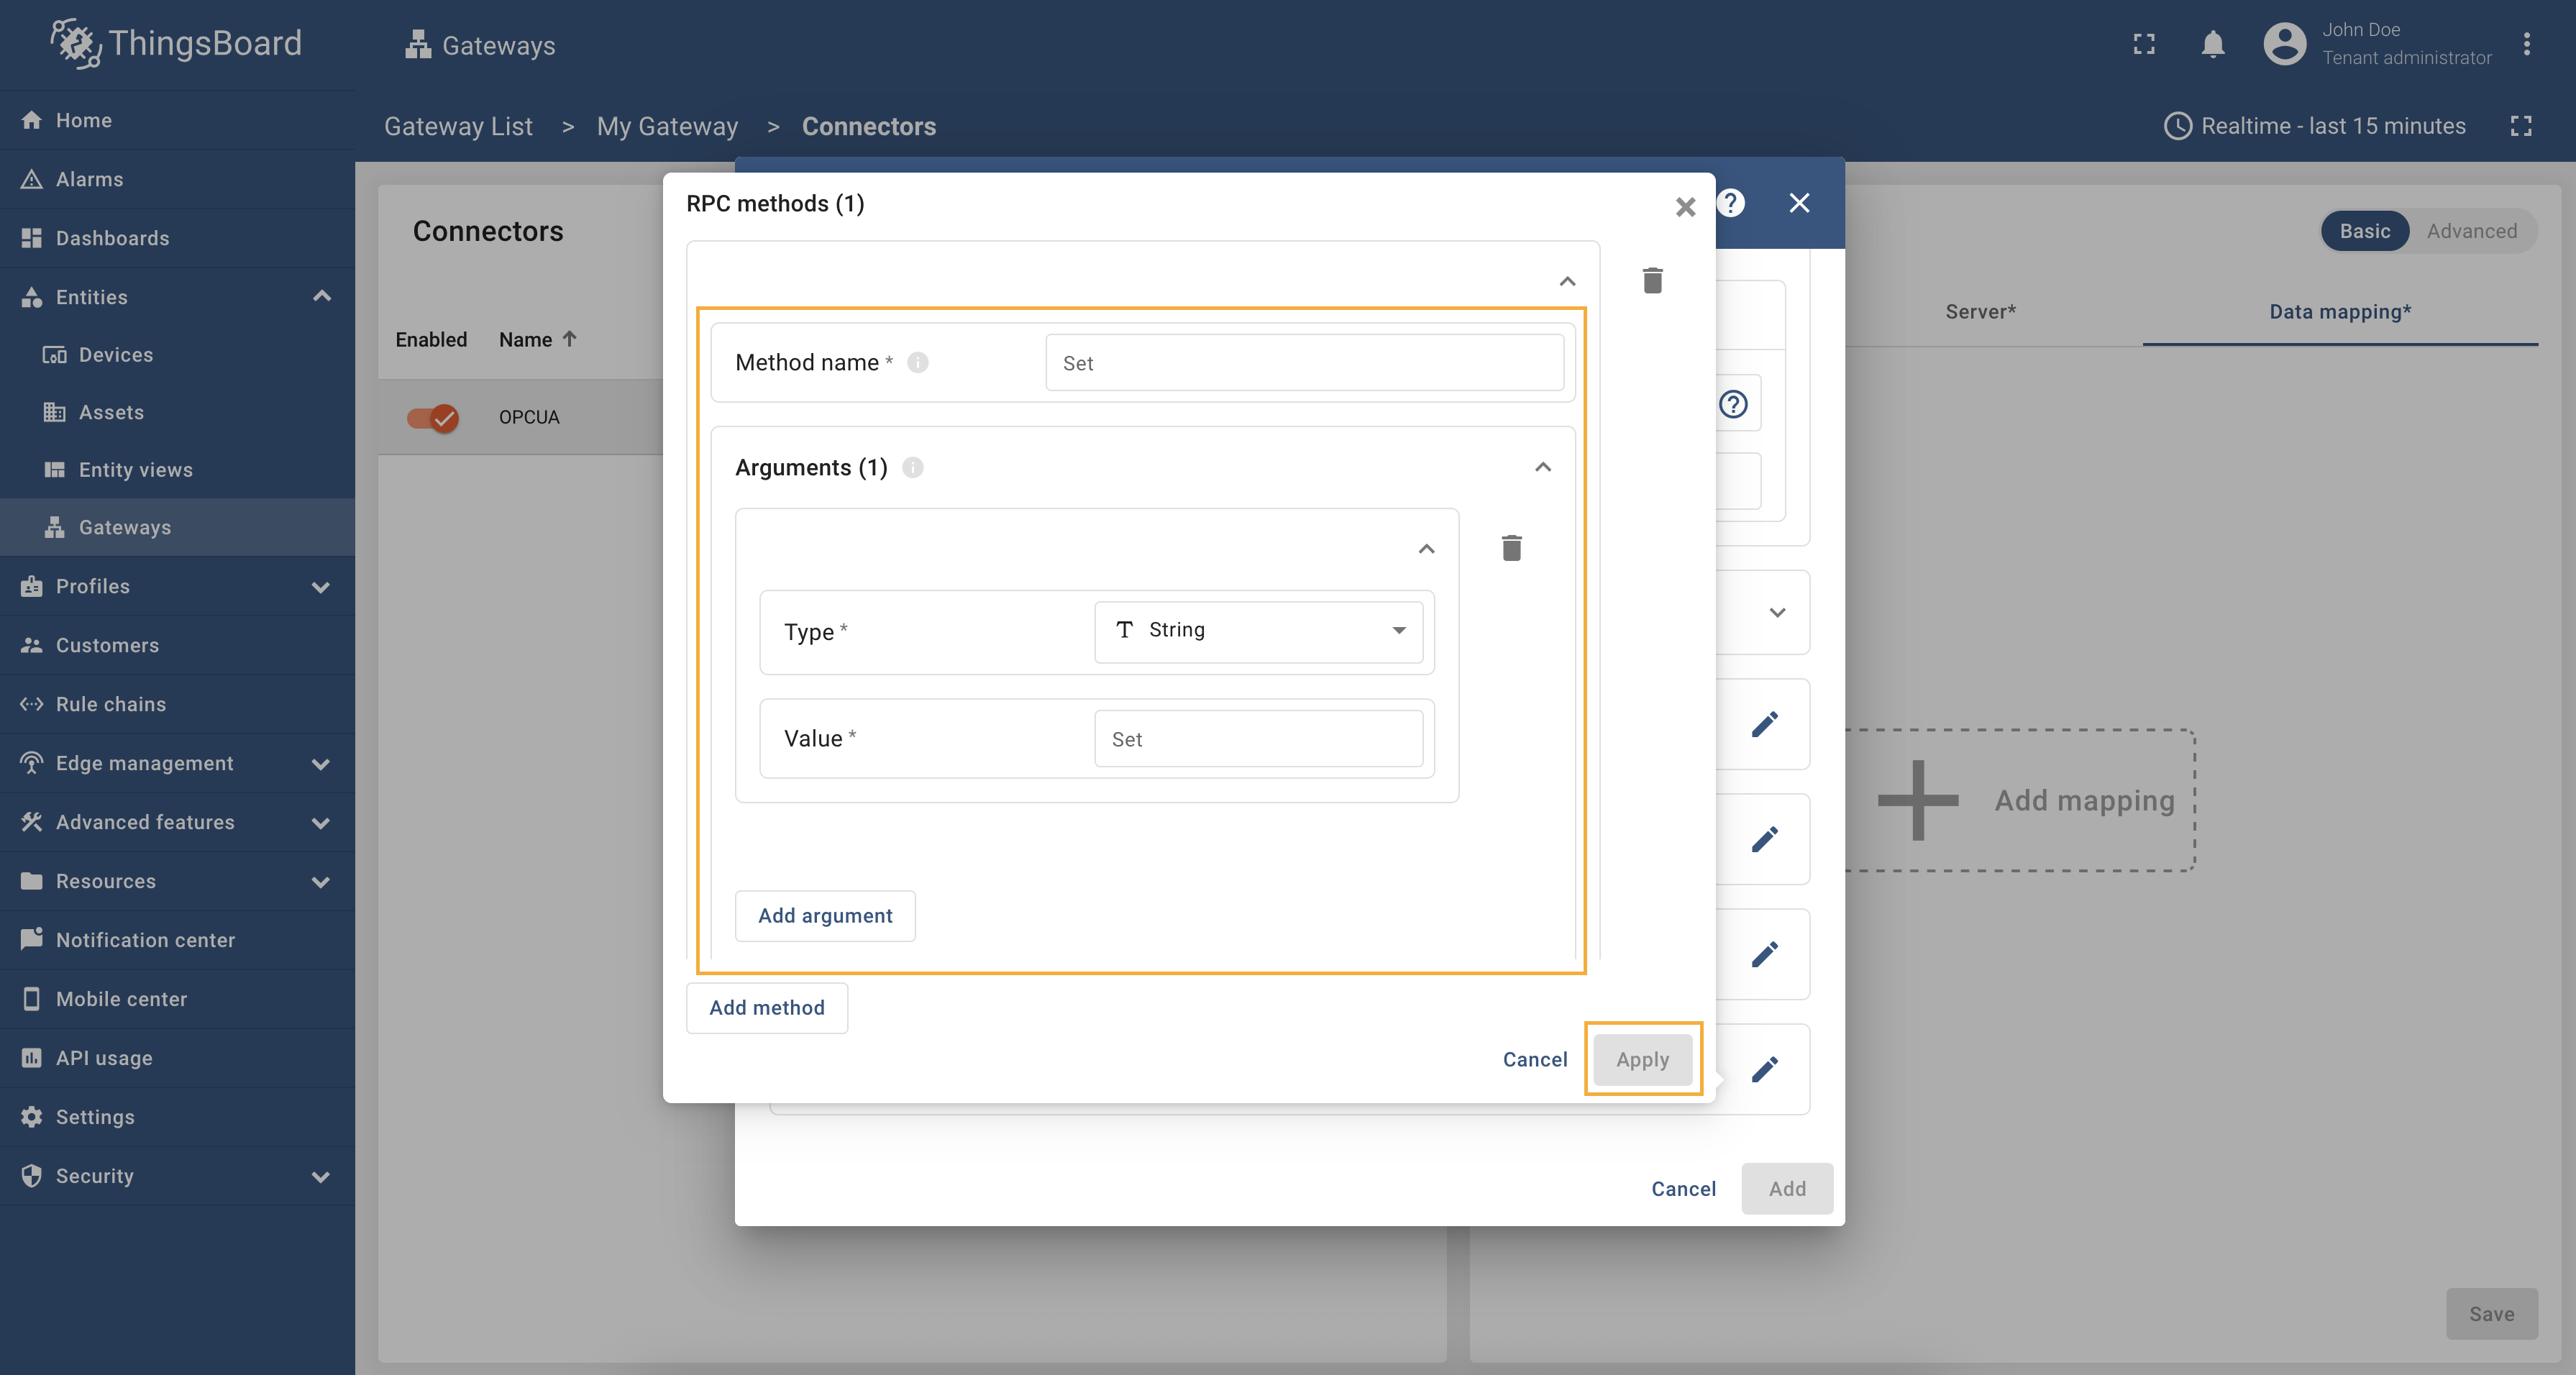 ThingsBoard
Gateways
John Doe
Tenant administrator
Home
Alarms
Dashboards
Entities
Devices
Assets
Entity views
Gateways
Profiles
Customers
Rule chains
Edge management
Advanced features
Resources
Notification center
Mobile center
API usage
Settings
Security
Gateway List > My Gateway > Connectors
Realtime - last 15 minutes
Connectors
Enabled Name
OPCUA
RPC methods (1)
Method name * Set
Arguments (1)
Type * String
Value * Set
Add argument
Add method
Cancel Apply
Cancel Add
Basic Advanced
Server* Data mapping*
Add mapping
Save